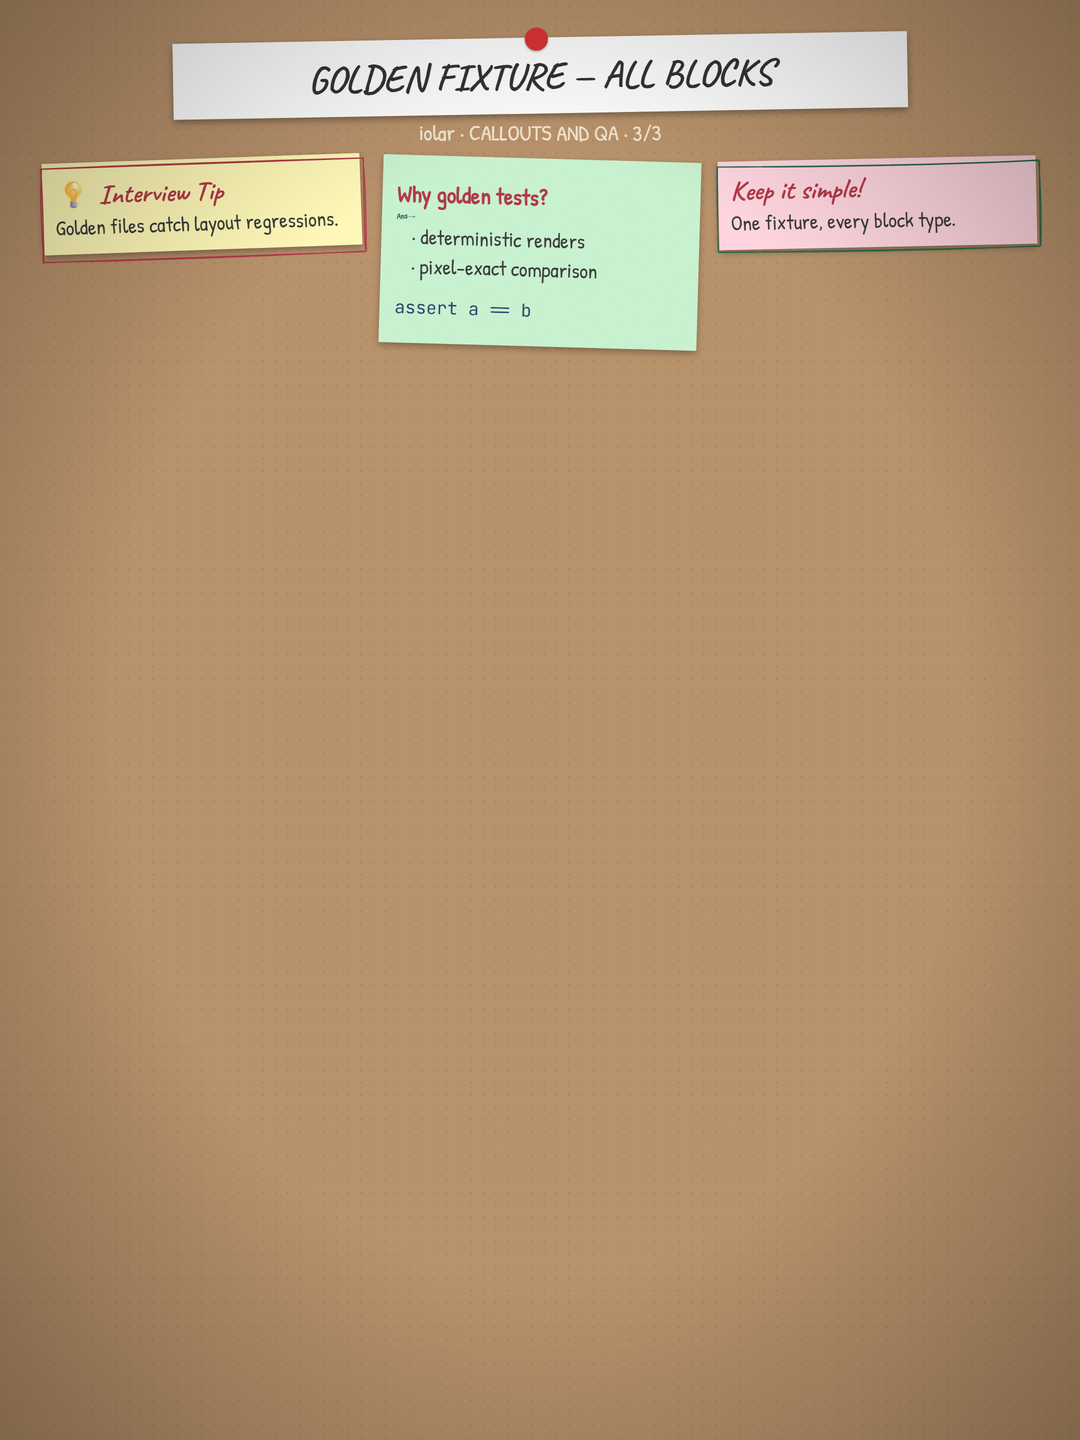 GOLDEN FIXTURE — ALL BLOCKS
iolar · CALLOUTS AND QA · 3/3
💡 Interview Tip
Golden files catch layout regressions.
Why golden tests?
Ans→
· deterministic renders
· pixel-exact comparison
assert a == b
Keep it simple!
One fixture, every block type.